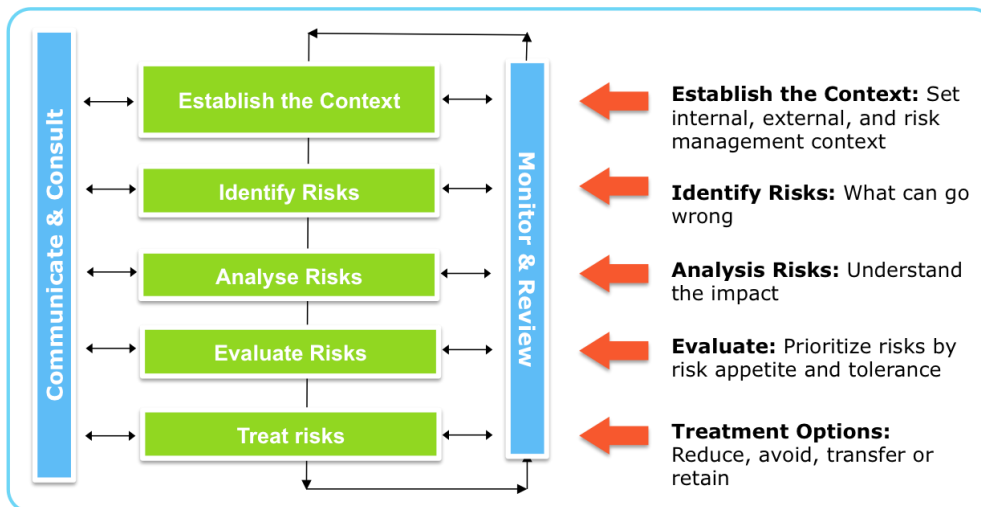 Communicate & Consult
Establish the Context
Identify Risks
Analyse Risks
Evaluate Risks
Treat risks
Monitor & Review
Establish the Context: Set
internal, external, and risk
management context
Identify Risks: What can go
wrong
Analysis Risks: Understand
the impact
Evaluate: Prioritize risks by
risk appetite and tolerance
Treatment Options:
Reduce, avoid, transfer or
retain